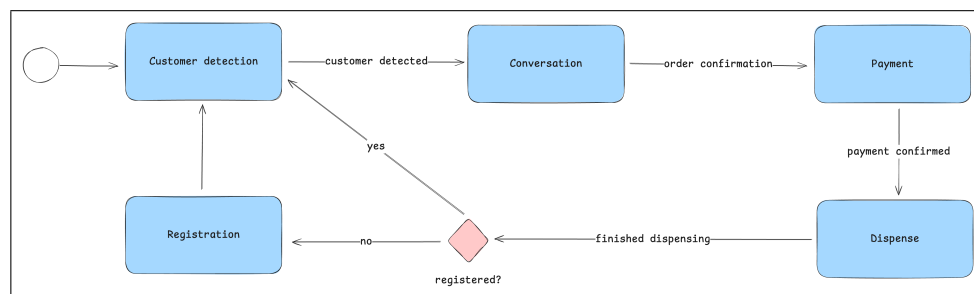 Customer detection
customer detected
Conversation
order confirmation
Payment
payment confirmed
yes
Registration
no
registered?
finished dispensing
Dispense